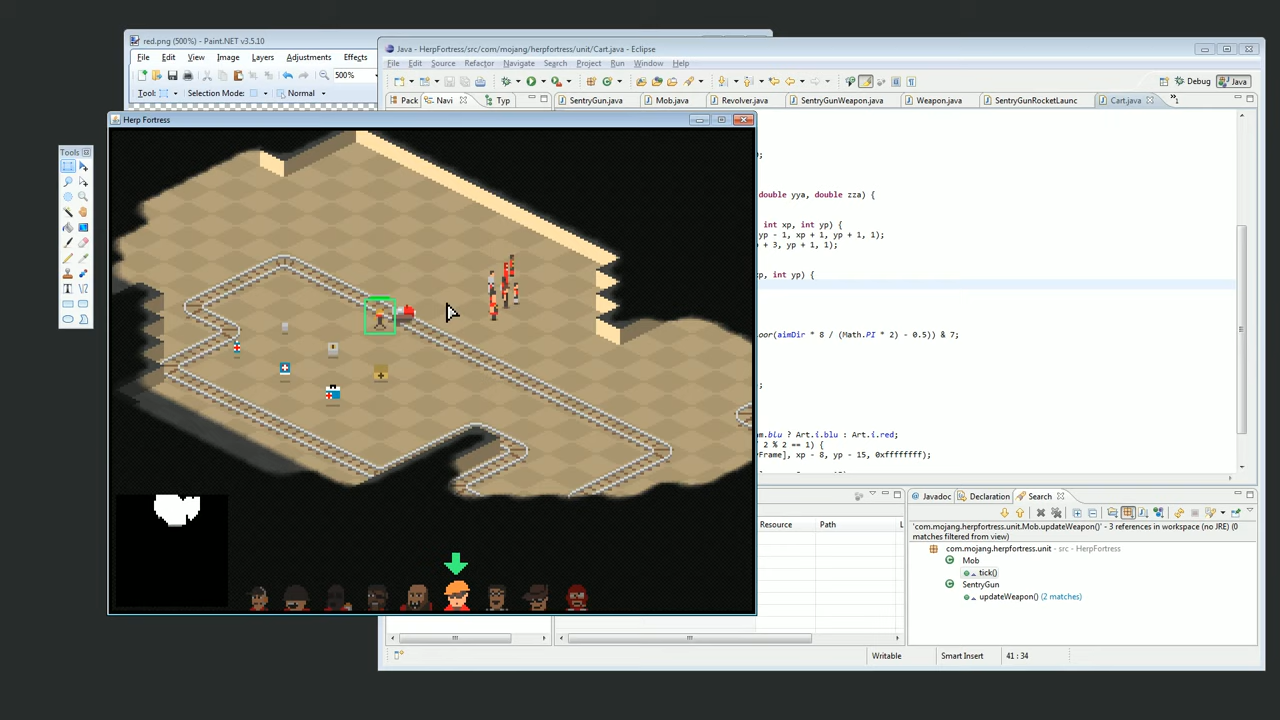 red.png (500%) - Paint.NET v3.5.10
File Edit View Image Layers Adjustments Effects
500%
Tool: Selection Mode: Normal
Tools
Java - HerpFortress/src/com/mojang/herpfortress/unit/Cart.java - Eclipse
File Edit Source Refactor Navigate Search Project Run Window Help
Debug Java
Pack Navi Typ
SentryGun.java Mob.java Revolver.java SentryGunWeapon.java Weapon.java SentryGunRocketLaunc Cart.java
Herp Fortress
double yya, double zza) {
int xp, int yp) {
yp - 1, xp + 1, yp + 1, 1);
+ 3, yp + 1, 1);
p, int yp) {
oor(aimDir * 8 / (Math.PI * 2) - 0.5)) & 7;
am.blu ? Art.i.blu : Art.i.red;
/ 2 % 2 == 1) {
Frame], xp - 8, yp - 15, 0xffffffff);
Javadoc Declaration Search
Resource Path L
'com.mojang.herpfortress.unit.Mob.updateWeapon()' - 3 references in workspace (no JRE) (0
matches filtered from view)
com.mojang.herpfortress.unit - src - HerpFortress
Mob
tick()
SentryGun
updateWeapon() (2 matches)
Writable Smart Insert 41 : 34